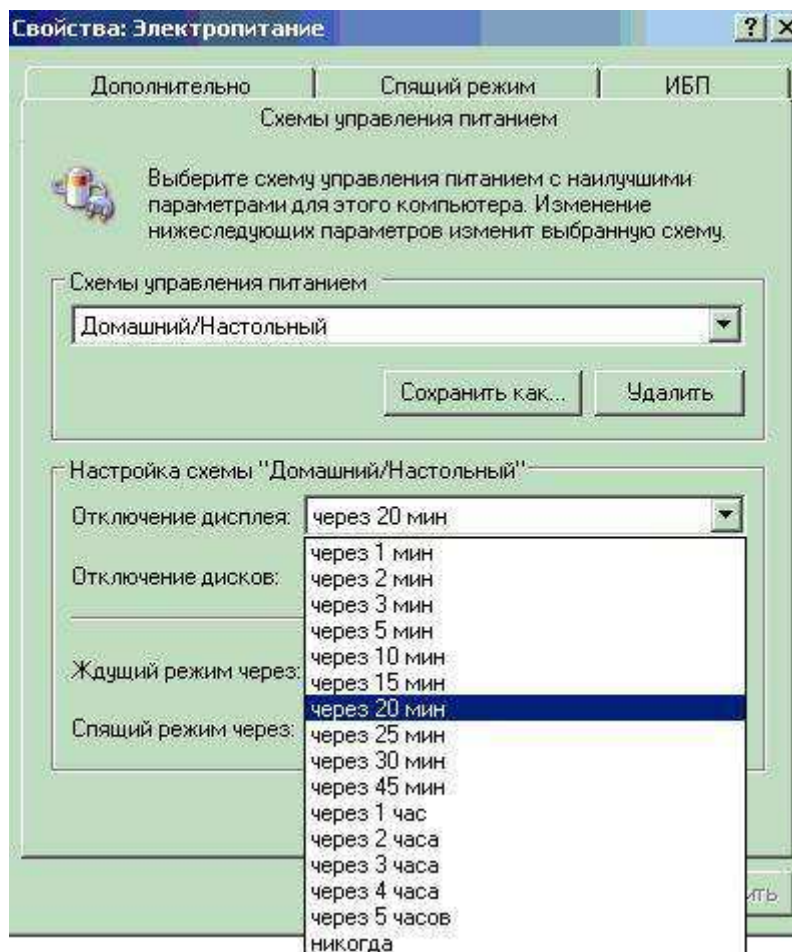 Свойства: Электропитание
Дополнительно
Спящий режим
ИБП
Схемы управления питанием
Выберите схему управления питанием с наилучшими
параметрами для этого компьютера. Изменение
нижеследующих параметров изменит выбранную схему.
Схемы управления питанием
Домашний/Настольный
Сохранить как...
Удалить
Настройка схемы "Домашний/Настольный"
Отключение дисплея:
через 20 мин
Отключение дисков:
Ждущий режим через:
Спящий режим через:
через 1 мин
через 2 мин
через 3 мин
через 5 мин
через 10 мин
через 15 мин
через 20 мин
через 25 мин
через 30 мин
через 45 мин
через 1 час
через 2 часа
через 3 часа
через 4 часа
через 5 часов
никогда